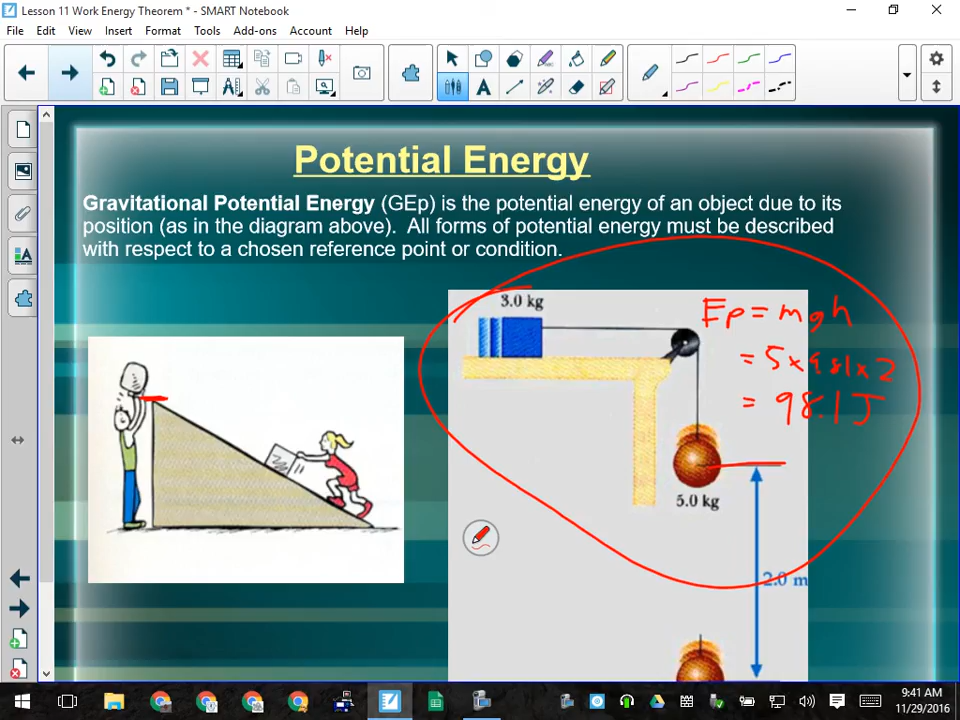 Lesson 11 Work Energy Theorem * - SMART Notebook
File Edit View Insert Format Tools Add-ons Account Help
Potential Energy
Gravitational Potential Energy (GEp) is the potential energy of an object due to its
position (as in the diagram above). All forms of potential energy must be described
with respect to a chosen reference point or condition.
3.0 kg
Ep = mgh
= 5 x 9.81 x 2
= 98.1 J
5.0 kg
2.0 m
9:41 AM
11/29/2016